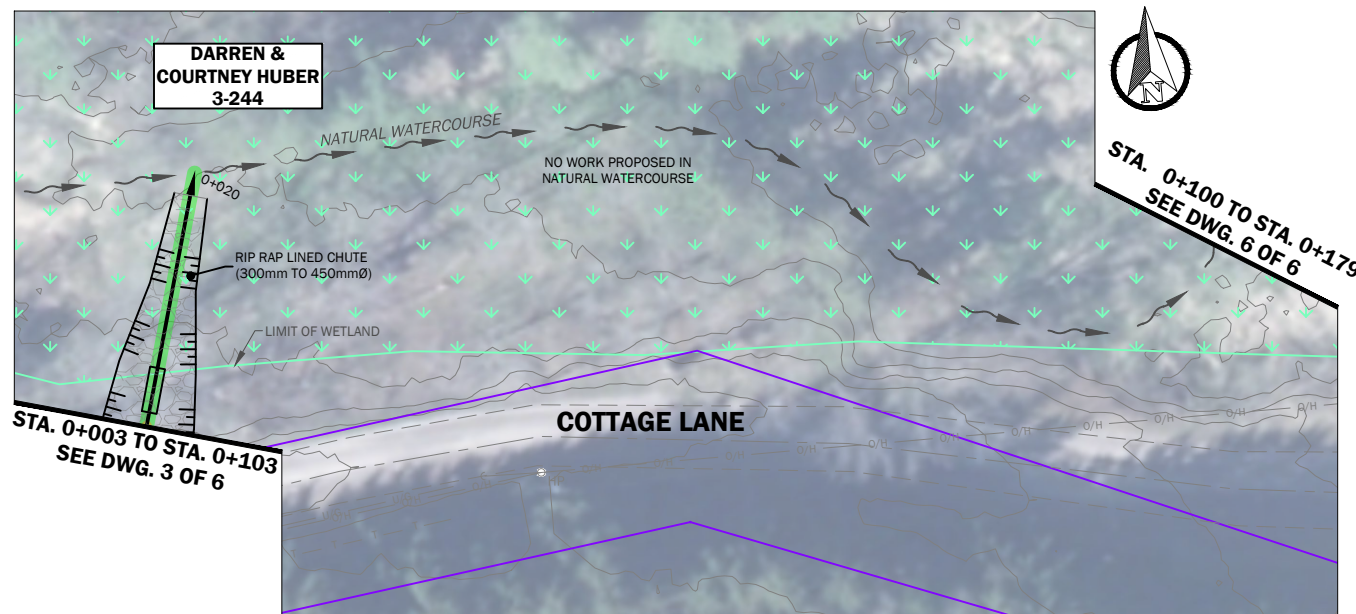 DARREN &
COURTNEY HUBER
3-244
NATURAL WATERCOURSE
NO WORK PROPOSED IN
NATURAL WATERCOURSE
N
STA. 0+100 TO STA. 0+179
SEE DWG. 6 OF 6
0+020
RIP RAP LINED CHUTE
(300mm TO 450mmØ)
LIMIT OF WETLAND
STA. 0+003 TO STA. 0+103
SEE DWG. 3 OF 6
COTTAGE LANE
O/H
O/H
O/H
O/H
O/H
O/H
O/H
O/H
O/H
O/H
O/H
HP